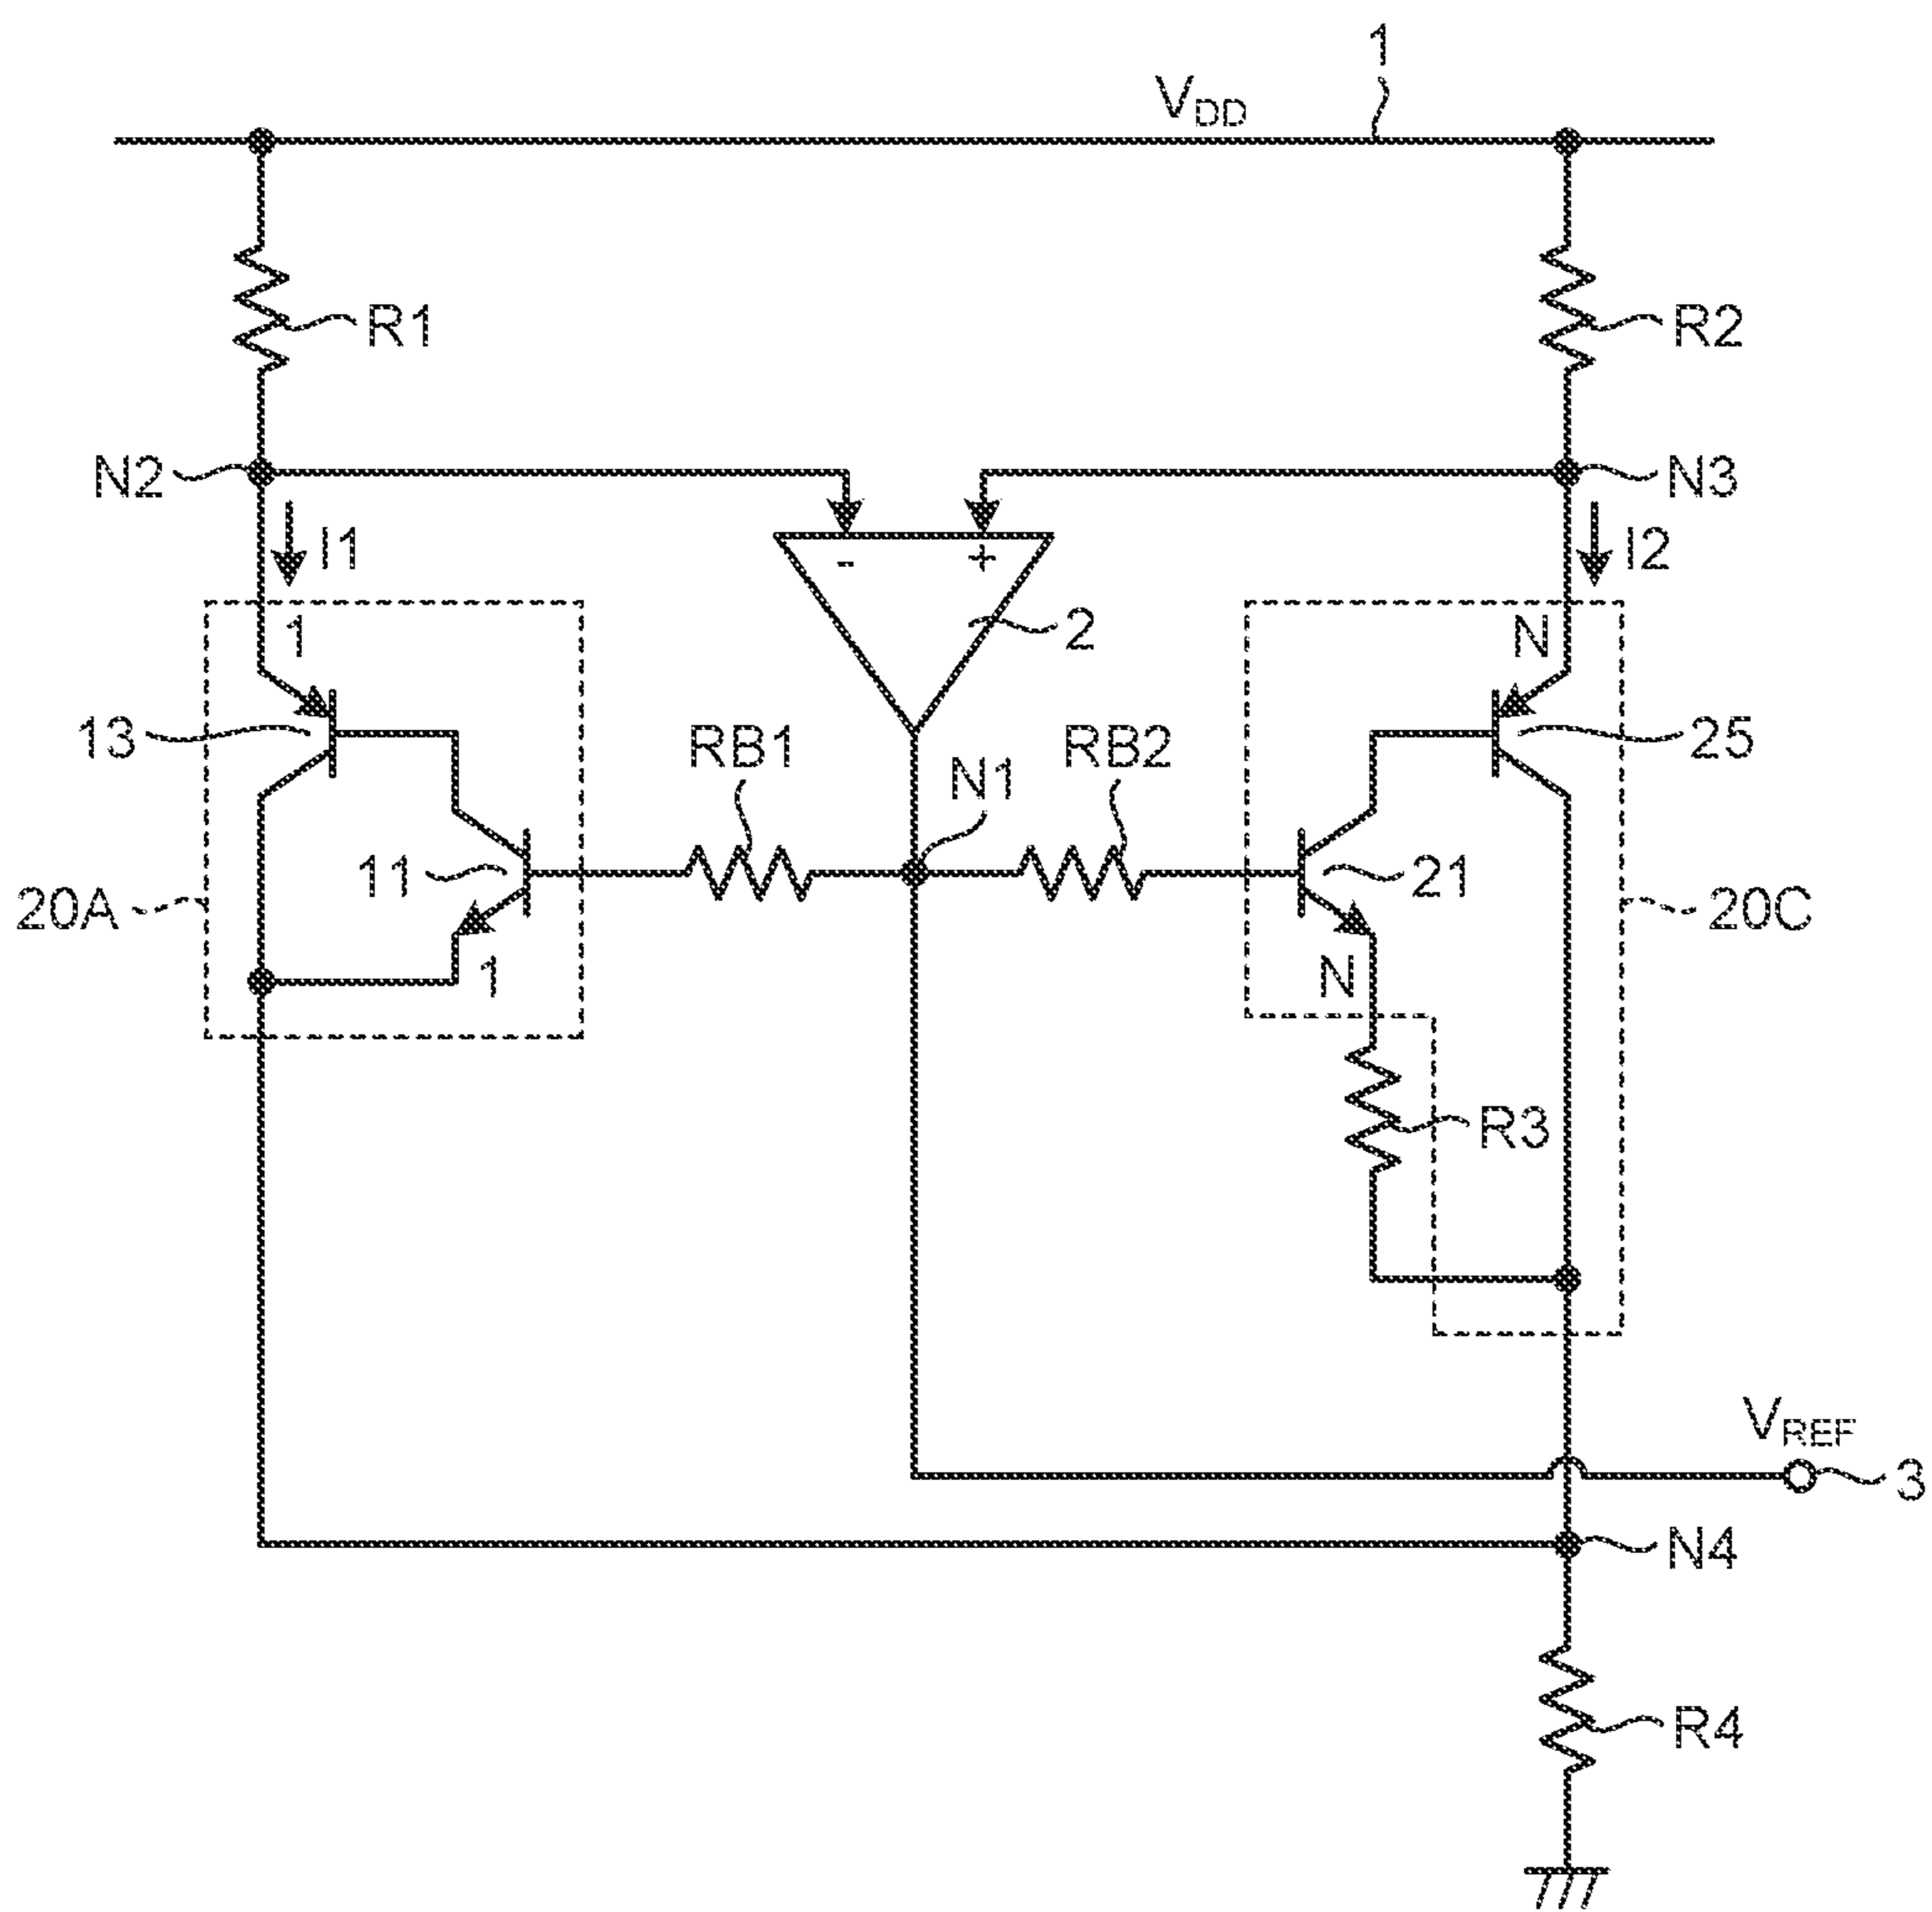 1
VDD
R1
R2
N2
N3
I1
I2
-
+
1
2
N
13
RB1
RB2
25
N1
11
21
20A
20C
1
N
R3
VREF
3
N4
R4